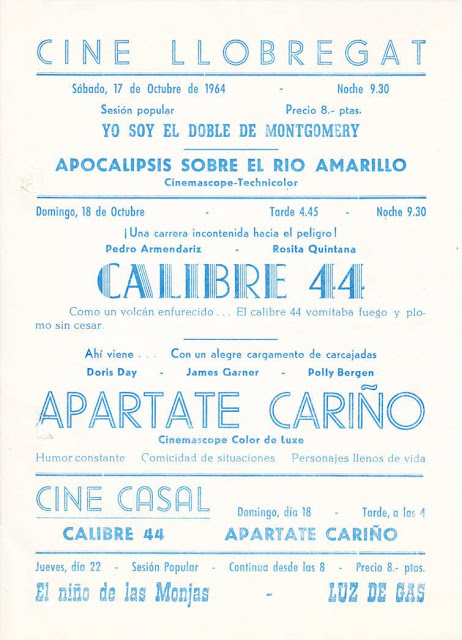 CINE LLOBREGAT
Sábado, 17 de Octubre de 1964 - Noche 9.30
Sesión popular Precio 8.- ptas.
YO SOY EL DOBLE DE MONTGOMERY
APOCALIPSIS SOBRE EL RIO AMARILLO
Cinemascope-Technicolor
Domingo, 18 de Octubre - Tarde 4.45 - Noche 9.30
¡Una carrera incontenida hacia el peligro!
Pedro Armendariz - Rosita Quintana
CALIBRE 44
Como un volcán enfurecido . . . El calibre 44 vomitaba fuego y plo-
mo sin cesar
Ahí viene . . . Con un alegre cargamento de carcajadas
Doris Day - James Garner - Polly Bergen
APARTATE CARIÑO
Cinemascope Color de Luxe
Humor constante Comicidad de situaciones Personajes llenos de vida
CINE CASAL
Domingo, día 18 - Tarde, a las 4
CALIBRE 44 APARTATE CARIÑO
Jueves, día 22 - Sesión Popular - Continua desde las 8 - Precio 8.- ptas.
El niño de las Monjas - LUZ DE GAS